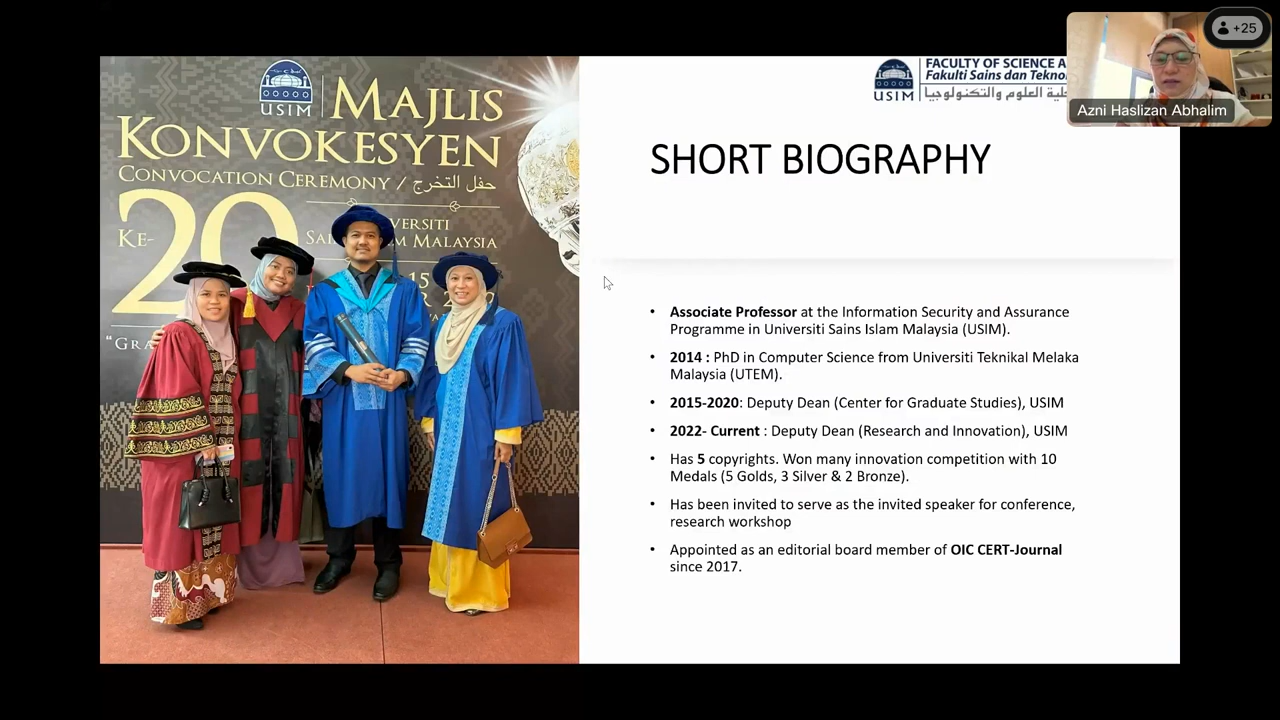 USIM
MAJLIS
KONVOKESYEN
CONVOCATION CEREMONY / حفل التخرج
KE- 20
SAINS ISLAM MALAYSIA
15
FACULTY OF SCIENCE A
Fakulti Sains dan Teknol
كلية العلوم والتكنولوجيا
USIM
+25
Azni Haslizan Abhalim
SHORT BIOGRAPHY
• Associate Professor at the Information Security and Assurance
Programme in Universiti Sains Islam Malaysia (USIM).
• 2014 : PhD in Computer Science from Universiti Teknikal Melaka
Malaysia (UTEM).
• 2015-2020: Deputy Dean (Center for Graduate Studies), USIM
• 2022- Current : Deputy Dean (Research and Innovation), USIM
• Has 5 copyrights. Won many innovation competition with 10
Medals (5 Golds, 3 Silver & 2 Bronze).
• Has been invited to serve as the invited speaker for conference,
research workshop
• Appointed as an editorial board member of OIC CERT-Journal
since 2017.